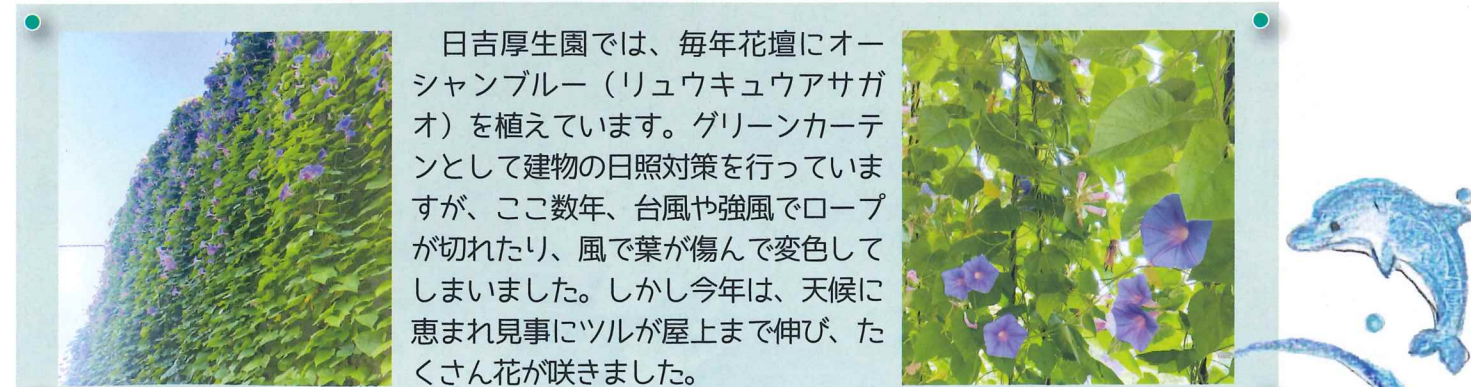 日吉厚生園では、毎年花壇にオー
シャンブルー（リュウキュウアサガ
オ）を植えています。グリーンカーテ
ンとして建物の日照対策を行っていま
すが、ここ数年、台風や強風でロープ
が切れたり、風で葉が傷んで変色して
しまいました。しかし今年は、天候に
恵まれ見事にツルが屋上まで伸び、た
くさん花が咲きました。